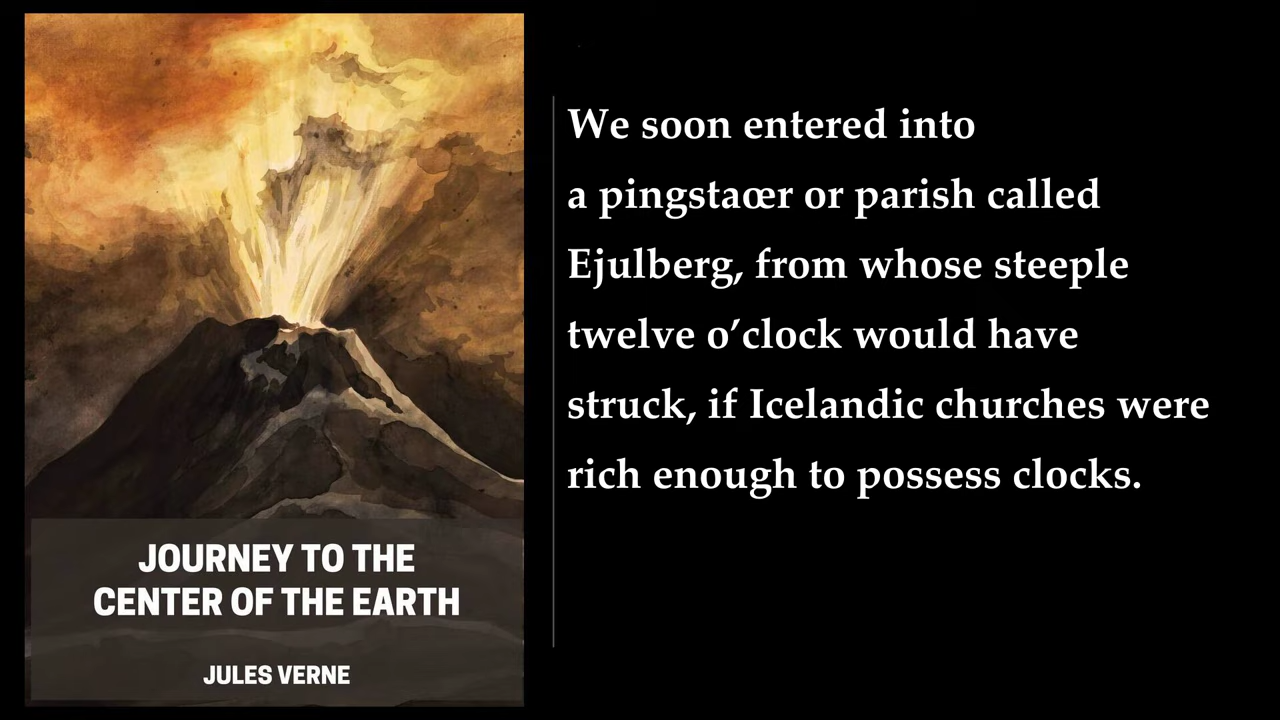 JOURNEY TO THE
CENTER OF THE EARTH
JULES VERNE
We soon entered into
a pingstaœr or parish called
Ejulberg, from whose steeple
twelve o’clock would have
struck, if Icelandic churches were
rich enough to possess clocks.